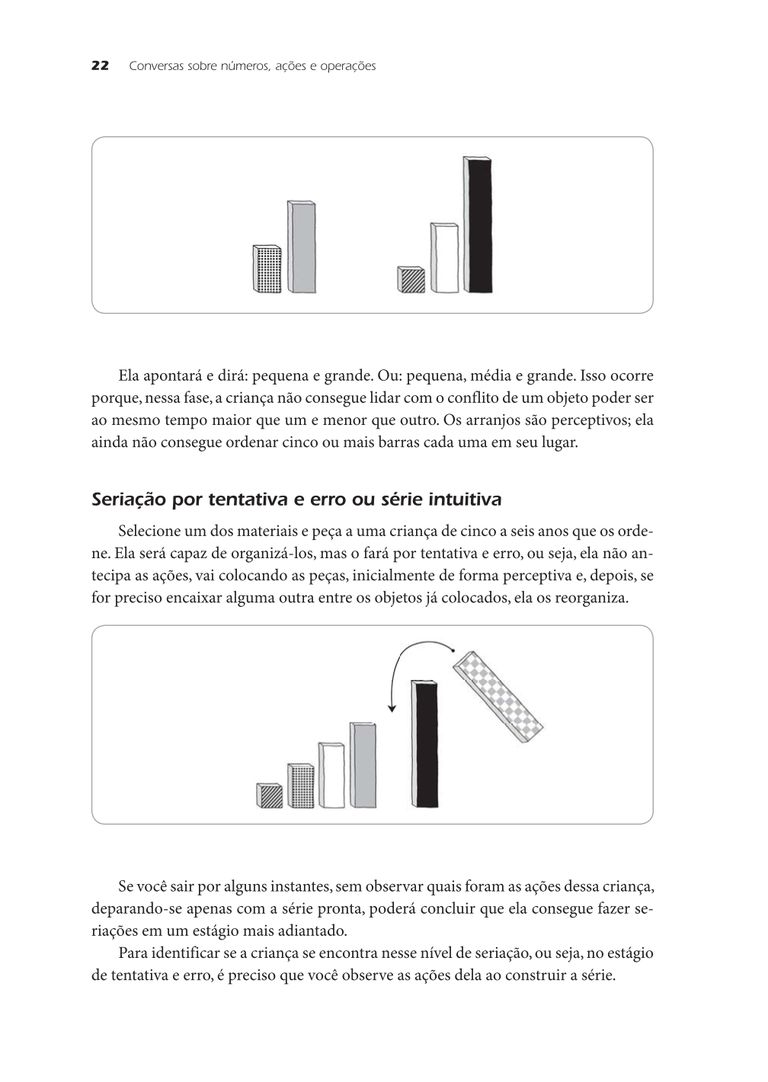 22 Conversas sobre números, ações e operações
Ela apontará e dirá: pequena e grande. Ou: pequena, média e grande. Isso ocorre
porque, nessa fase, a criança não consegue lidar com o conflito de um objeto poder ser
ao mesmo tempo maior que um e menor que outro. Os arranjos são perceptivos; ela
ainda não consegue ordenar cinco ou mais barras cada uma em seu lugar.
Seriação por tentativa e erro ou série intuitiva
Selecione um dos materiais e peça a uma criança de cinco a seis anos que os orde-
ne. Ela será capaz de organizá-los, mas o fará por tentativa e erro, ou seja, ela não an-
tecipa as ações, vai colocando as peças, inicialmente de forma perceptiva e, depois, se
for preciso encaixar alguma outra entre os objetos já colocados, ela os reorganiza.
Se você sair por alguns instantes, sem observar quais foram as ações dessa criança,
deparando-se apenas com a série pronta, poderá concluir que ela consegue fazer se-
riações em um estágio mais adiantado.
Para identificar se a criança se encontra nesse nível de seriação, ou seja, no estágio
de tentativa e erro, é preciso que você observe as ações dela ao construir a série.